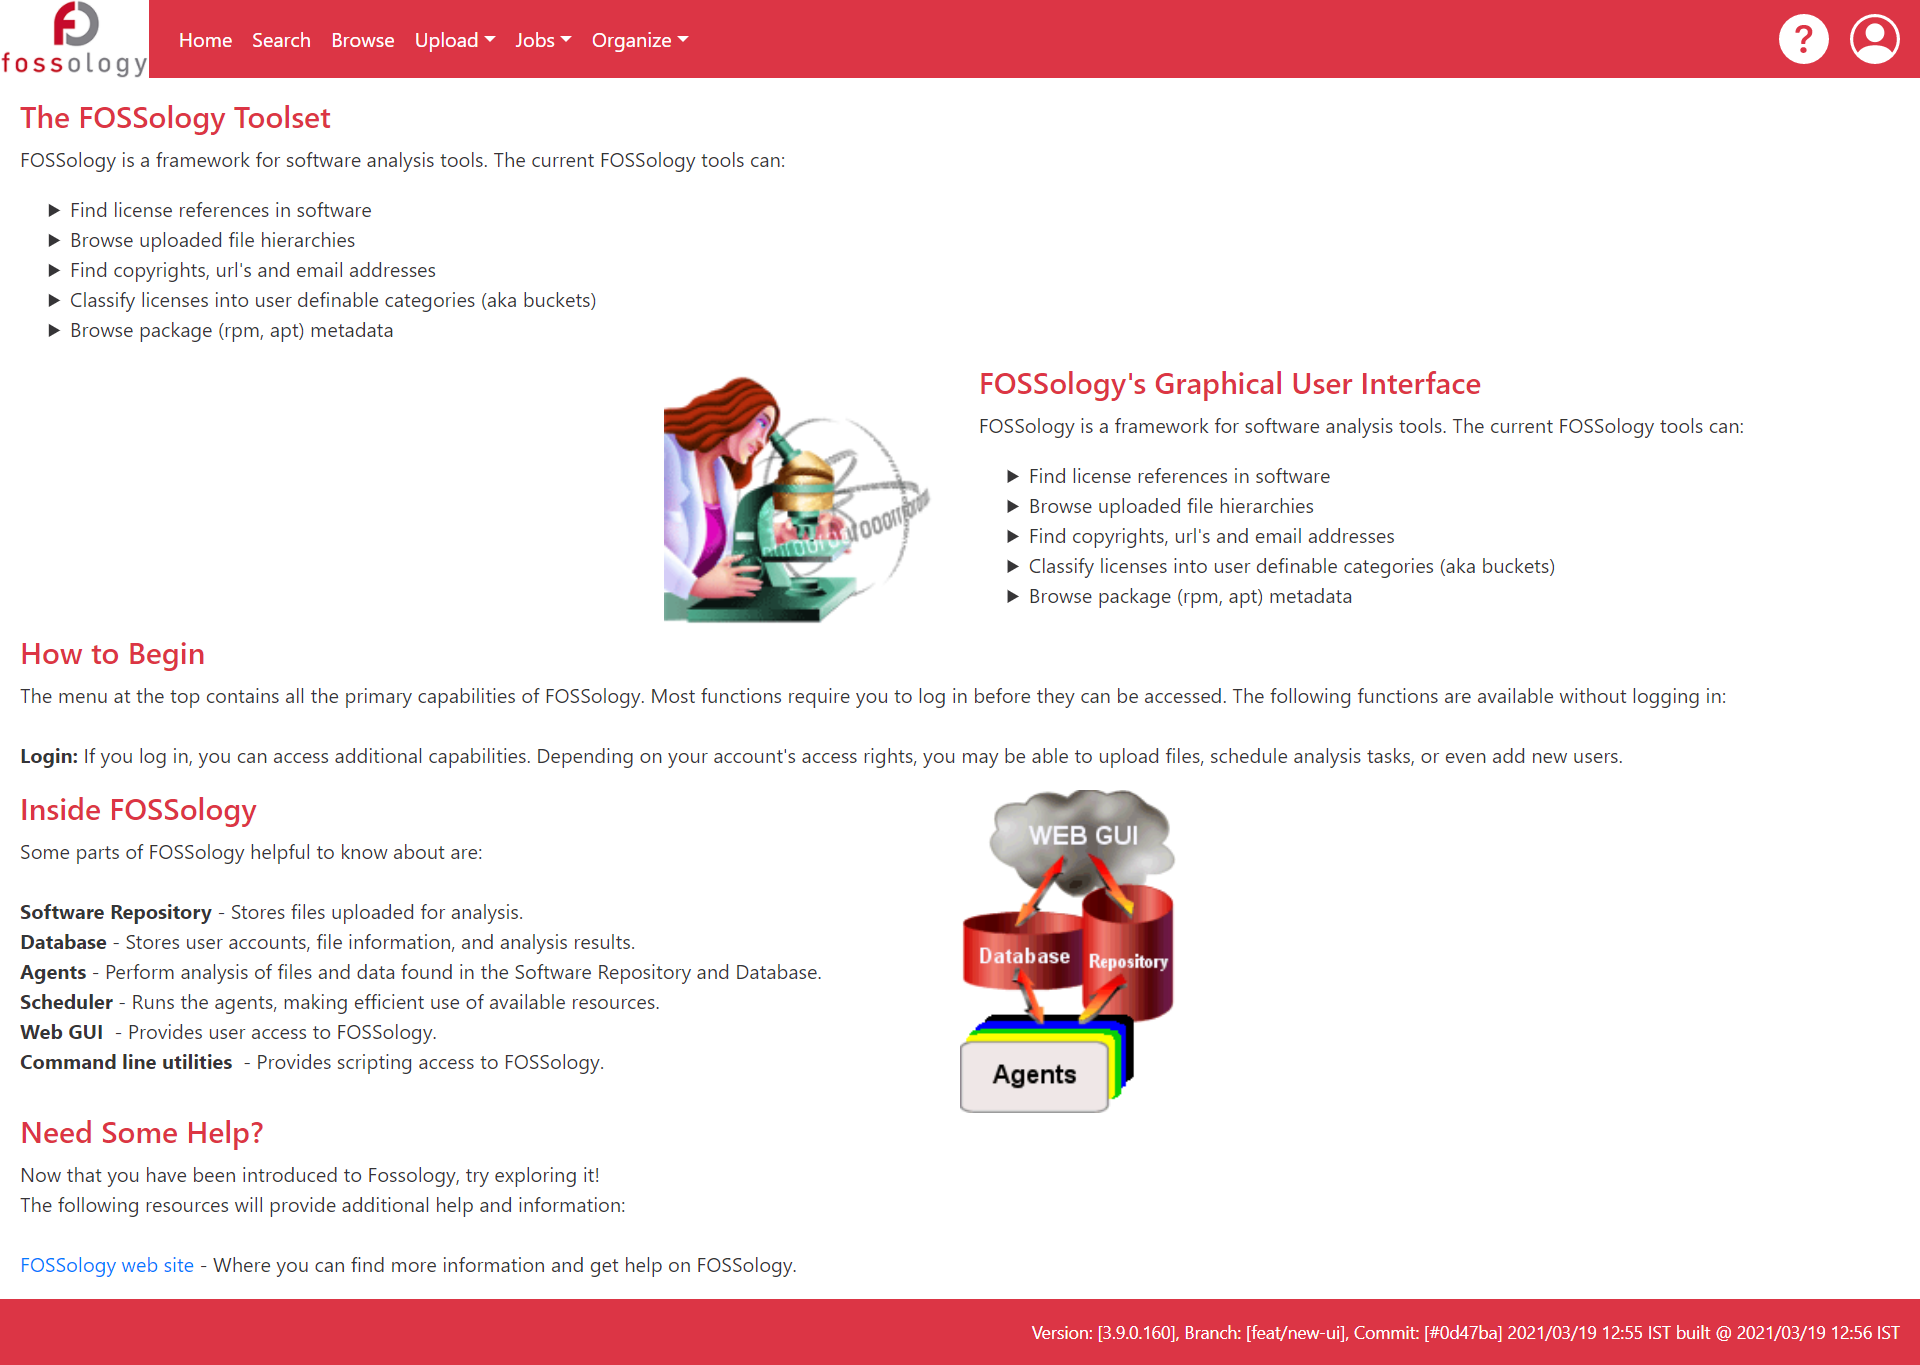 fossology
Home Search Browse Upload Jobs Organize
?
The FOSSology Toolset
FOSSology is a framework for software analysis tools. The current FOSSology tools can:
Find license references in software
Browse uploaded file hierarchies
Find copyrights, url's and email addresses
Classify licenses into user definable categories (aka buckets)
Browse package (rpm, apt) metadata
FOSSology's Graphical User Interface
FOSSology is a framework for software analysis tools. The current FOSSology tools can:
Find license references in software
Browse uploaded file hierarchies
Find copyrights, url's and email addresses
Classify licenses into user definable categories (aka buckets)
Browse package (rpm, apt) metadata
How to Begin
The menu at the top contains all the primary capabilities of FOSSology. Most functions require you to log in before they can be accessed. The following functions are available without logging in:
Login: If you log in, you can access additional capabilities. Depending on your account's access rights, you may be able to upload files, schedule analysis tasks, or even add new users.
Inside FOSSology
Some parts of FOSSology helpful to know about are:
Software Repository - Stores files uploaded for analysis.
Database - Stores user accounts, file information, and analysis results.
Agents - Perform analysis of files and data found in the Software Repository and Database.
Scheduler - Runs the agents, making efficient use of available resources.
Web GUI - Provides user access to FOSSology.
Command line utilities - Provides scripting access to FOSSology.
WEB GUI
Database
Repository
Agents
Need Some Help?
Now that you have been introduced to Fossology, try exploring it!
The following resources will provide additional help and information:
FOSSology web site - Where you can find more information and get help on FOSSology.
Version: [3.9.0.160], Branch: [feat/new-ui], Commit: [#0d47ba] 2021/03/19 12:55 IST built @ 2021/03/19 12:56 IST